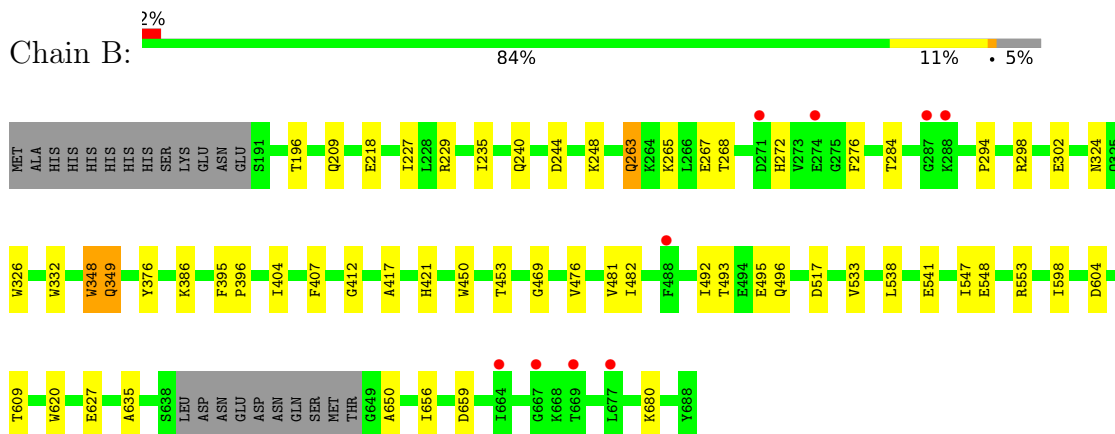 2%
Chain B:
84% 11% • 5%
MET ALA HIS HIS HIS HIS HIS HIS SER LYS GLU ASN GLU S191 T196 Q209 E218 I227 L228 R229 I235 Q240 D244 K248 Q263 K264 K265 L266 E267 T268 D271 H272 V273 E274 G275 F276 T284 G287 K288 P294 R298 E302 N324
W326 W332 W348 Q349 Y376 K386 F395 P396 I404 F407 G412 A417 H421 W450 T453 G469 V476 V481 I482 F488 I492 T493 E494 E495 Q496 D517 V533 L538 E541 I547 E548 R553 I598 D604
T609 W620 E627 A635 S638 LEU ASP ASN GLU ASP ASN GLN SER MET THR G649 A650 I656 D659 I664 G667 K668 T669 L677 K680 Y688